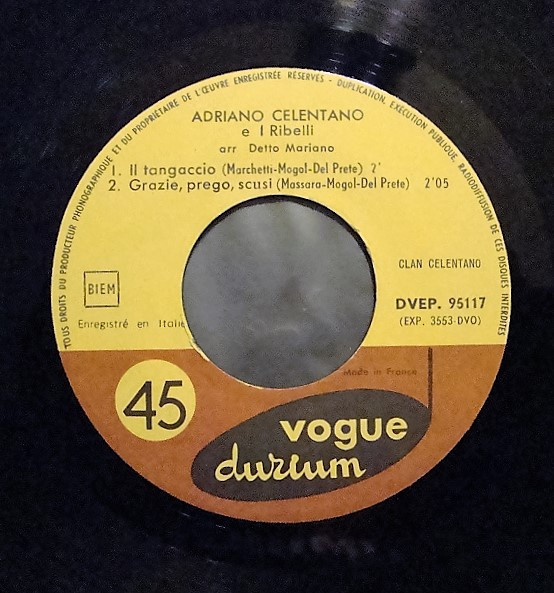 TOUS DROITS DU PRODUCTEUR PHONOGRAPHIQUE ET DU PROPRIÉTAIRE DE L'ŒUVRE ENREGISTRÉE RÉSERVÉS - DUPLICATION, EXÉCUTION PUBLIQUE, RADIODIFFUSION DE CES DISQUES INTERDITES
ADRIANO CELENTANO
e I Ribelli
arr Detto Mariano
1. Il tangaccio (Marchetti-Mogol-Del Prete) 2'
2. Grazie, prego, scusi (Massara-Mogol-Del Prete) 2'05
CLAN CELENTANO
BIEM
DVEP. 95117
Enregistré en Italie
(EXP. 3553 DVO)
Made in France
45
vogue
durium